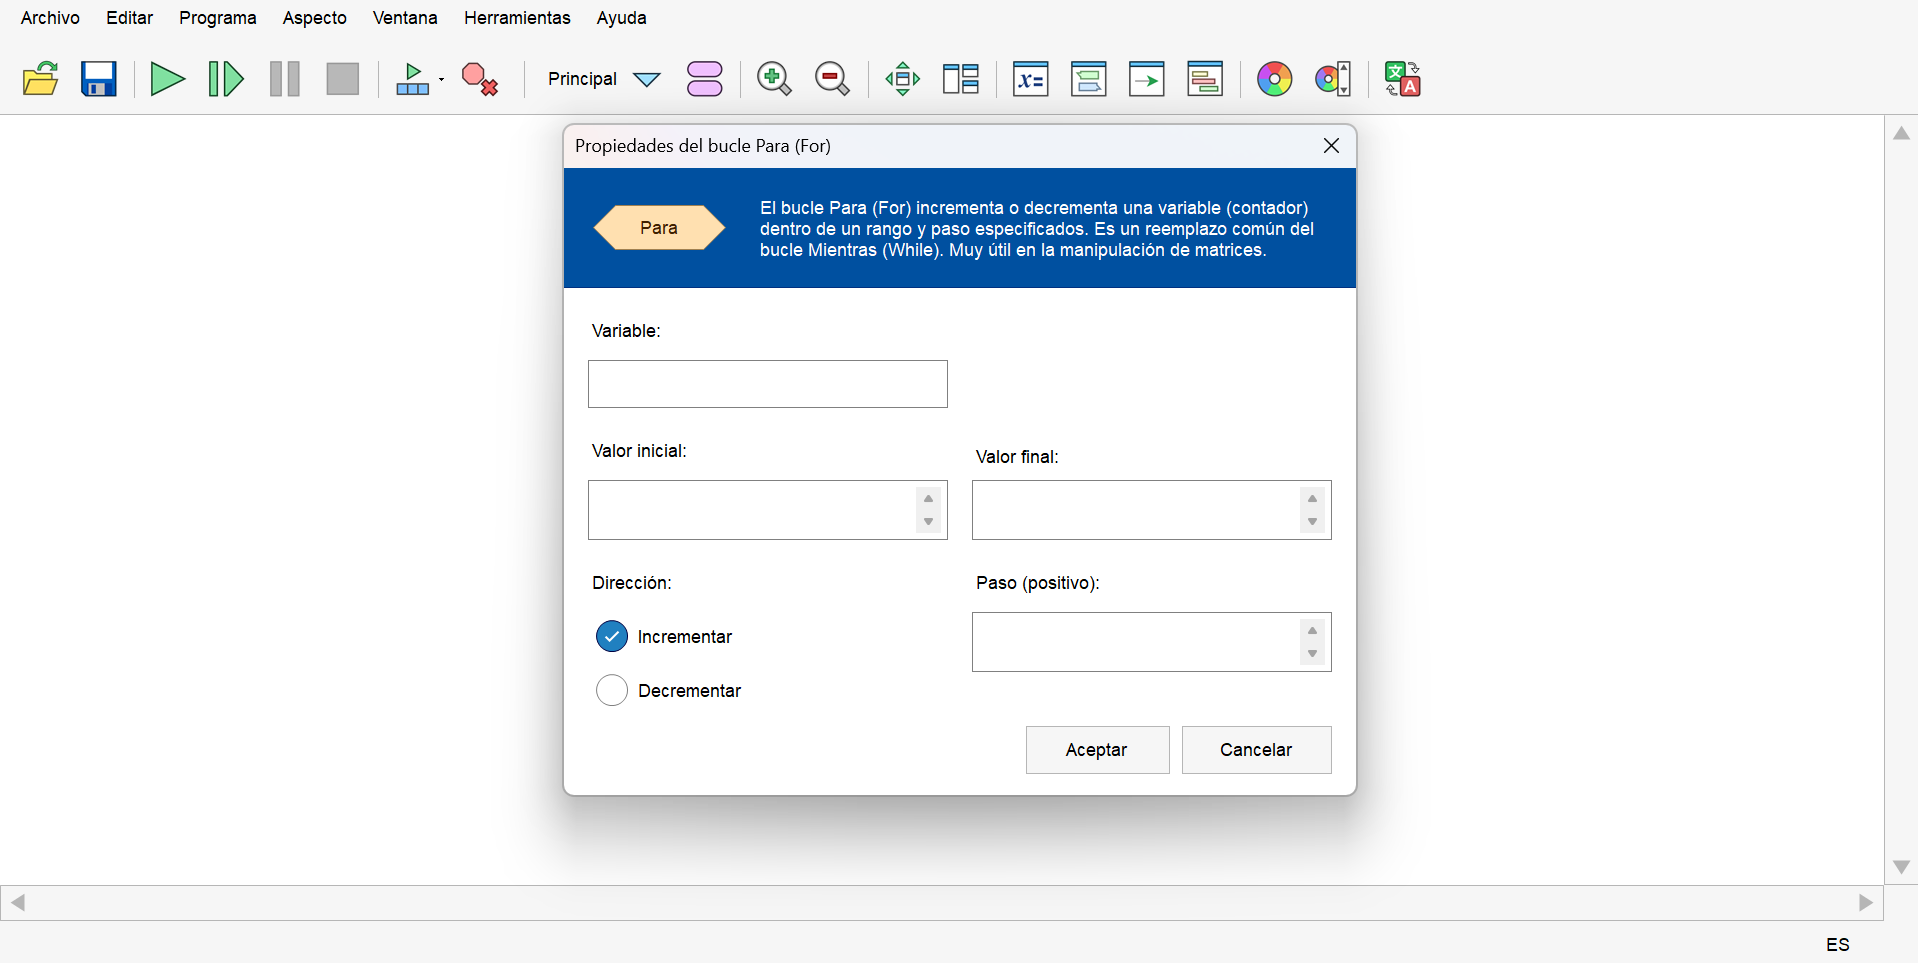 Archivo Editar Programa Aspecto Ventana Herramientas Ayuda
Principal
Propiedades del bucle Para (For)
Para
El bucle Para (For) incrementa o decrementa una variable (contador)
dentro de un rango y paso especificados. Es un reemplazo común del
bucle Mientras (While). Muy útil en la manipulación de matrices.
Variable:
Valor inicial:
Valor final:
Dirección:
Paso (positivo):
Incrementar
Decrementar
Aceptar Cancelar
ES